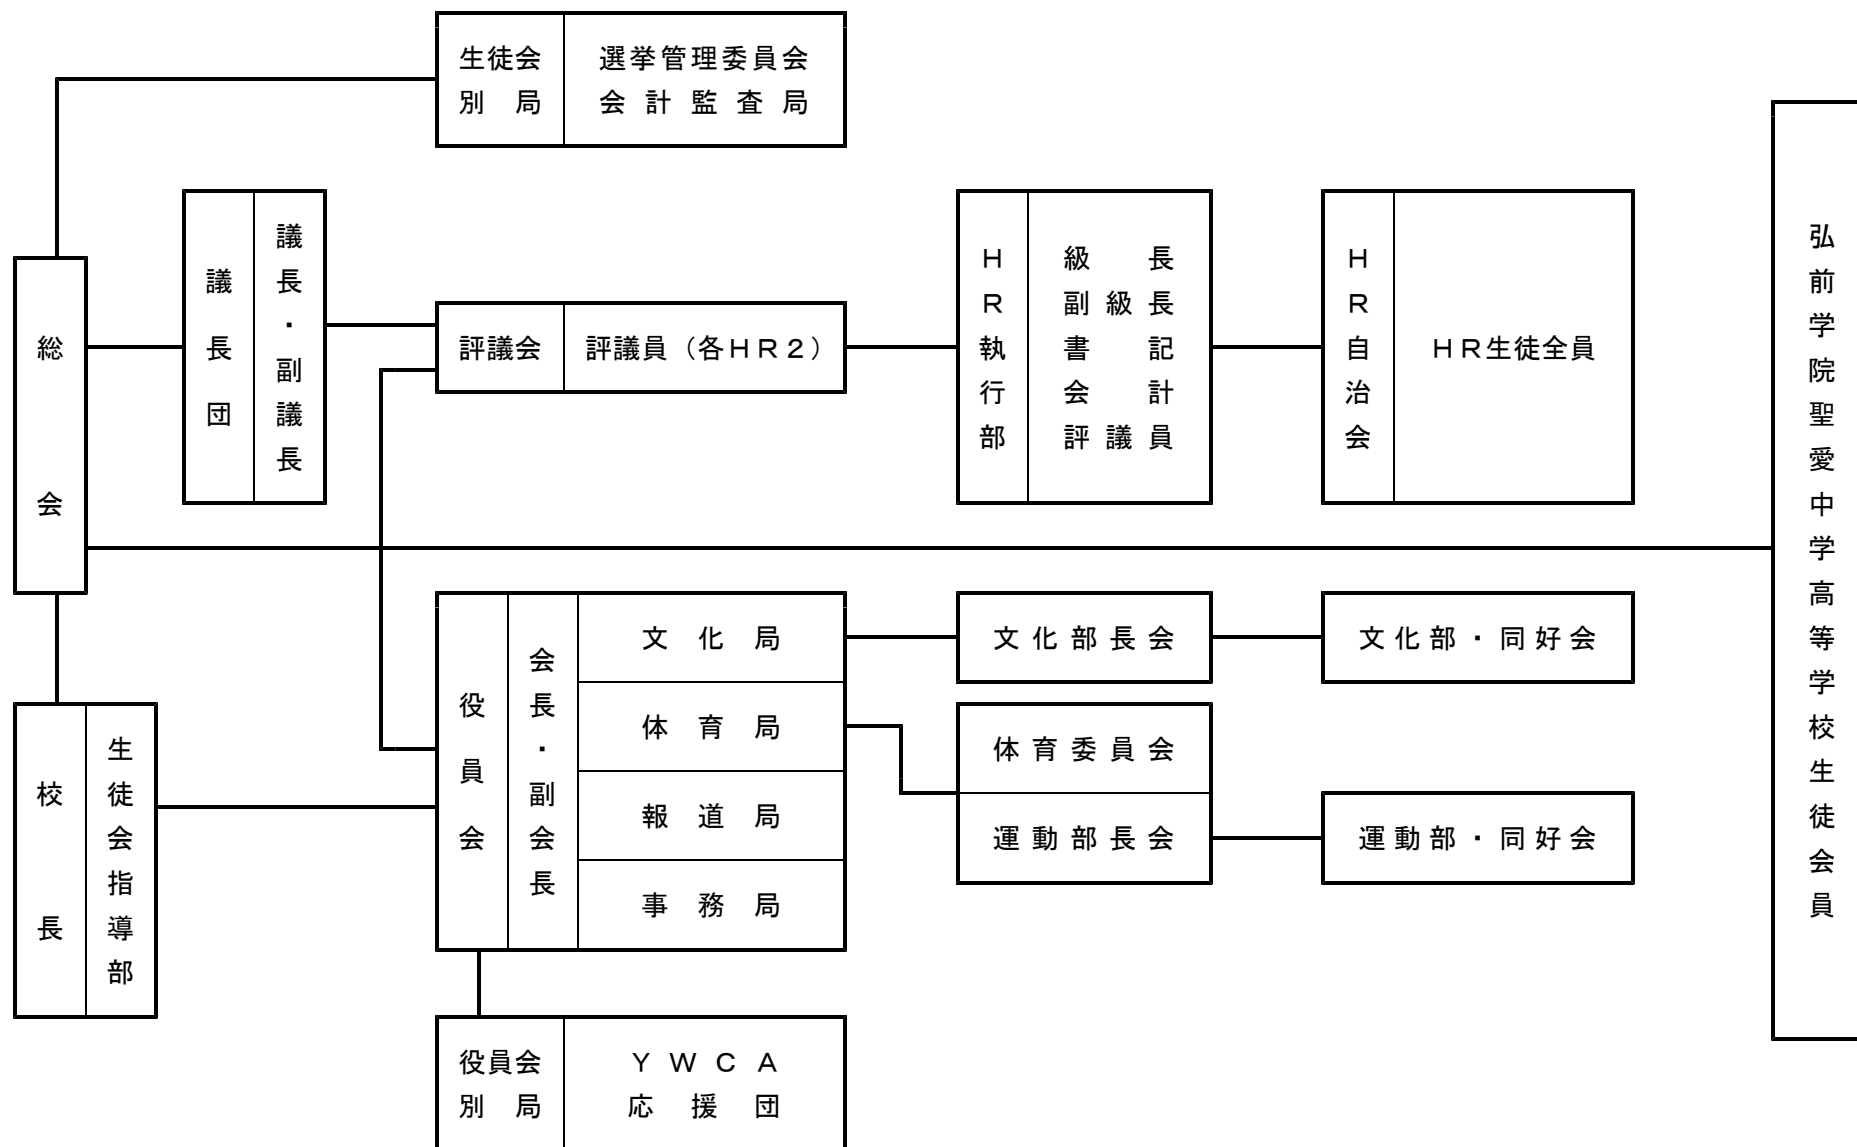 生徒会
別局
選挙管理委員会
会計監査局
総会
議長団
議長・副議長
評議会
評議員（各ＨＲ２）
ＨＲ執行部
級長
副級長
書記
会計
評議員
ＨＲ自治会
ＨＲ生徒全員
弘前学院聖愛中学高等学校生徒会員
校長
生徒会指導部
役員会
会長・副会長
文化局
体育局
報道局
事務局
文化部長会
文化部・同好会
体育委員会
運動部長会
運動部・同好会
役員会
別局
ＹＷＣＡ
応援団